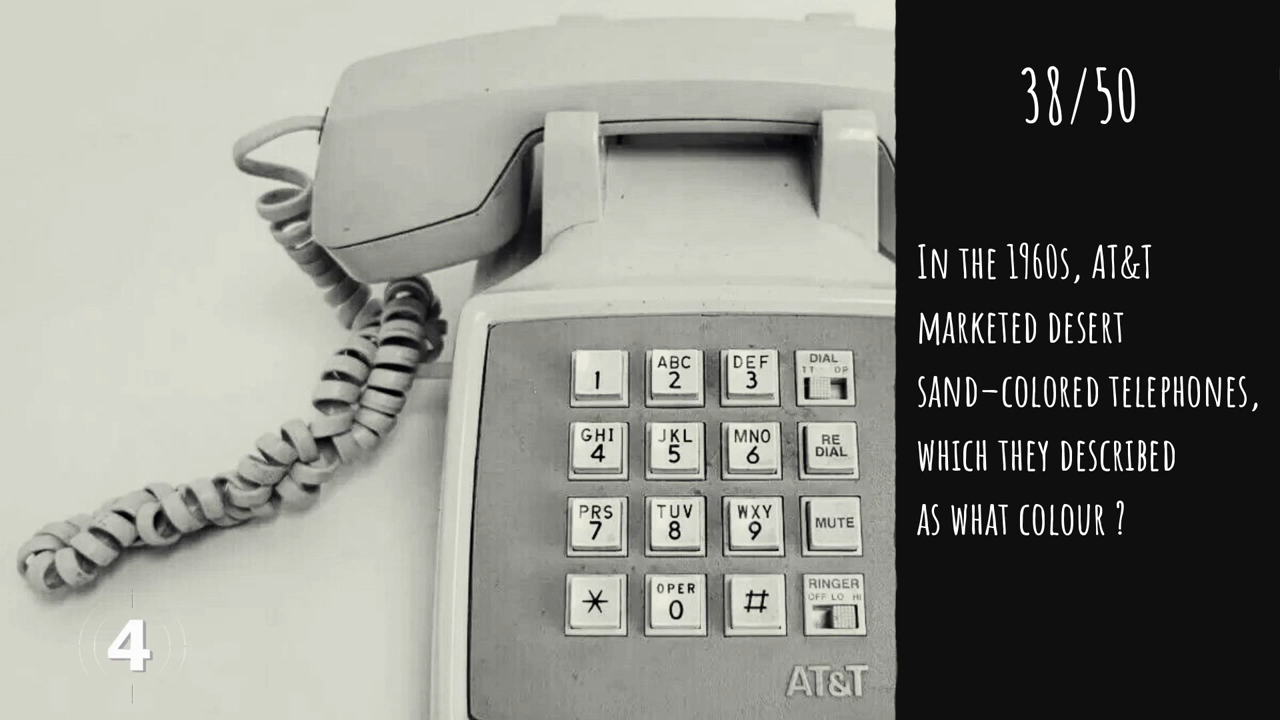 38/50
In the 1960s, AT&T
marketed desert
sand-colored telephones,
which they described
as what colour ?
1
ABC
2
DEF
3
DIAL
TT OP
GHI
4
JKL
5
MNO
6
RE
DIAL
PRS
7
TUV
8
WXY
9
MUTE
*
OPER
0
#
RINGER
OFF LO HI
AT&T
4